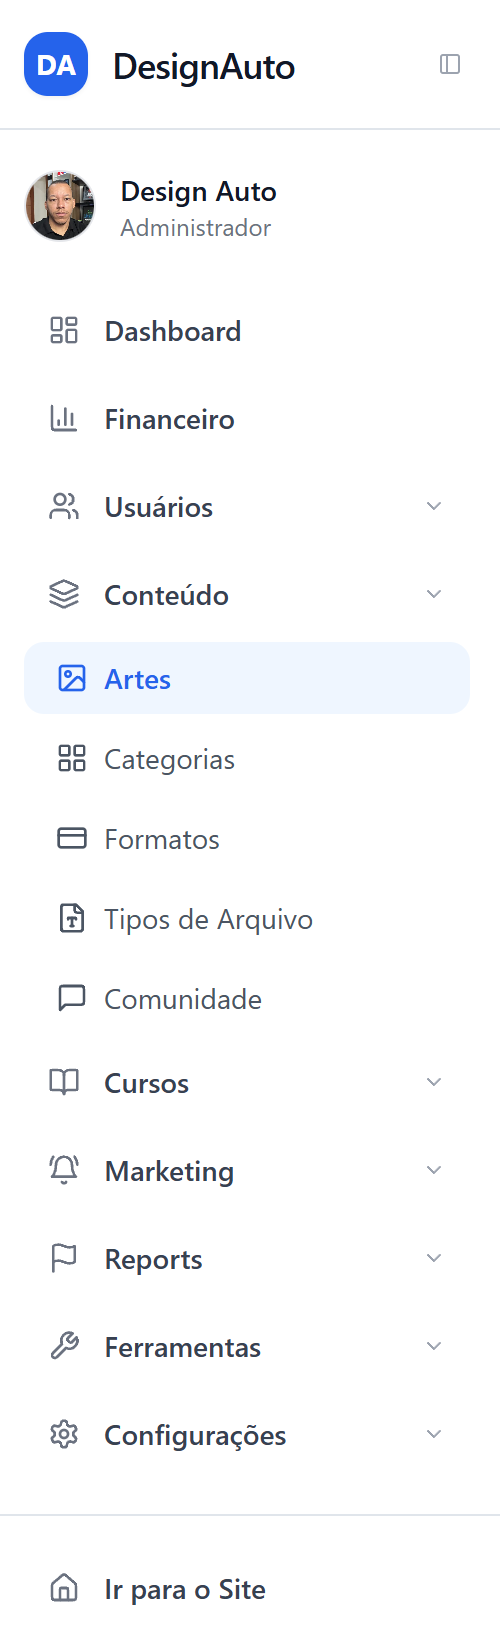 DA
DesignAuto
Design Auto
Administrador
Dashboard
Financeiro
Usuários
Conteúdo
Artes
Categorias
Formatos
Tipos de Arquivo
Comunidade
Cursos
Marketing
Reports
Ferramentas
Configurações
Ir para o Site